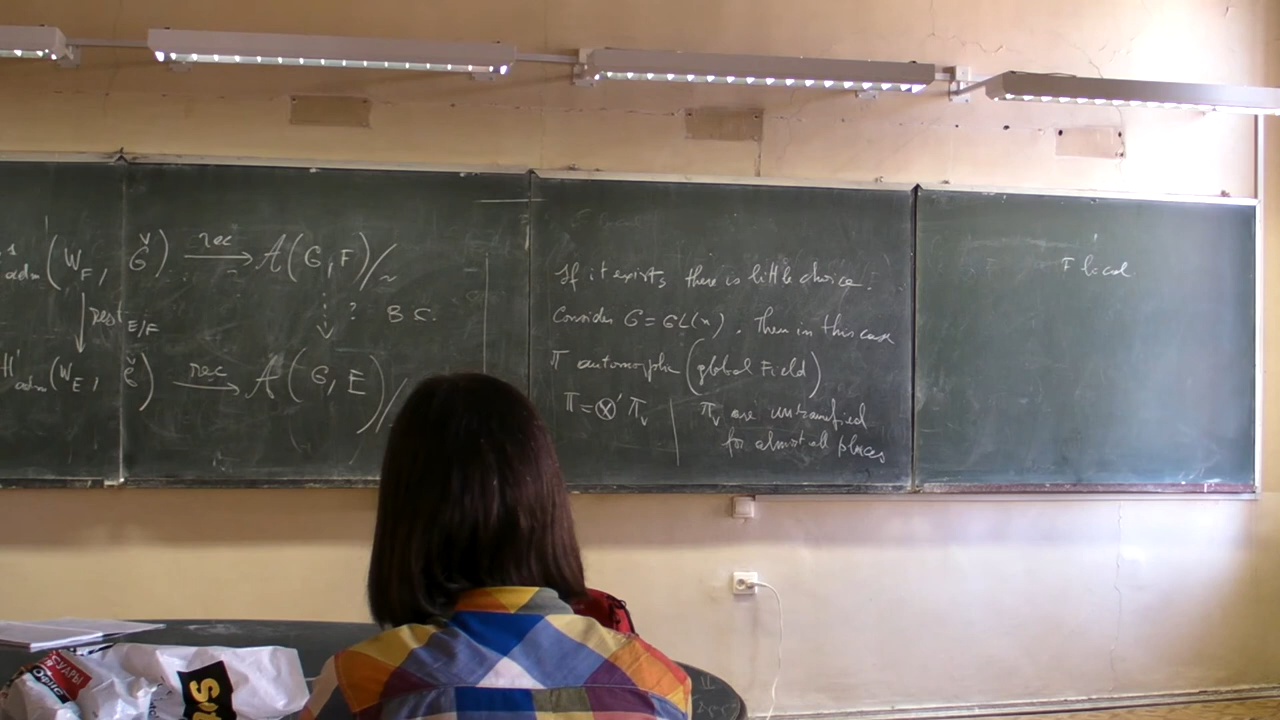 adm (W_F, Ǧ) rec → A(G, F)/~
rest_E/F ? B C.
H¹ adm (W_E, Ǧ) rec → A(G, E)/
If it exists, there is little choice.
Consider G = GL(n). Then in this case
π automorphic (global Field)
π = ⊗' π_v | π_v are unramified
for almost all places
F local